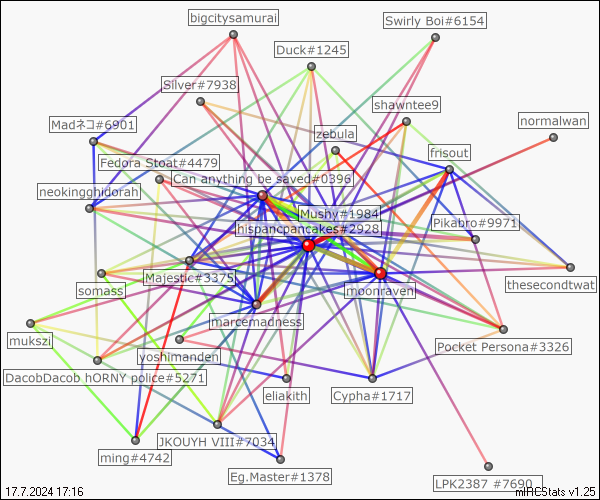 bigcitysamurai
Swirly Boi#6154
Duck#1245
Silver#7938
shawntee9
normalwan
Madネコ#6901
zebula
frisout
Fedora Stoat#4479
Can anything be saved#0396
neokingghidorah
Mushy#1984
Pikabro#9971
hispancpancakes#2928
Majestic#3375
thesecondtwat
somass
moonraven
marcemadness
mukszi
Pocket Persona#3326
yoshimanden
DacobDacob hORNY police#5271
eliakith
Cypha#1717
JKOUYH VIII#7034
ming#4742
Eg.Master#1378
LPK2387 #7690
17.7.2024 17:16
mIRCStats v1.25